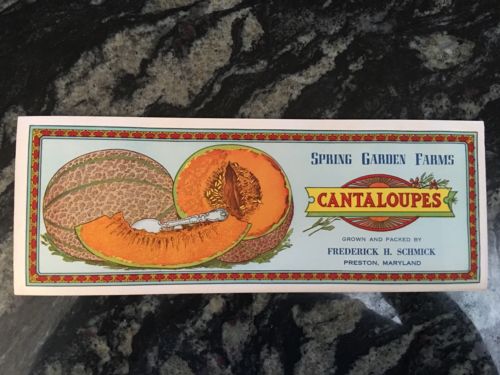 SPRING GARDEN FARMS
CANTALOUPES
GROWN AND PACKED BY
FREDERICK H. SCHMICK
PRESTON, MARYLAND